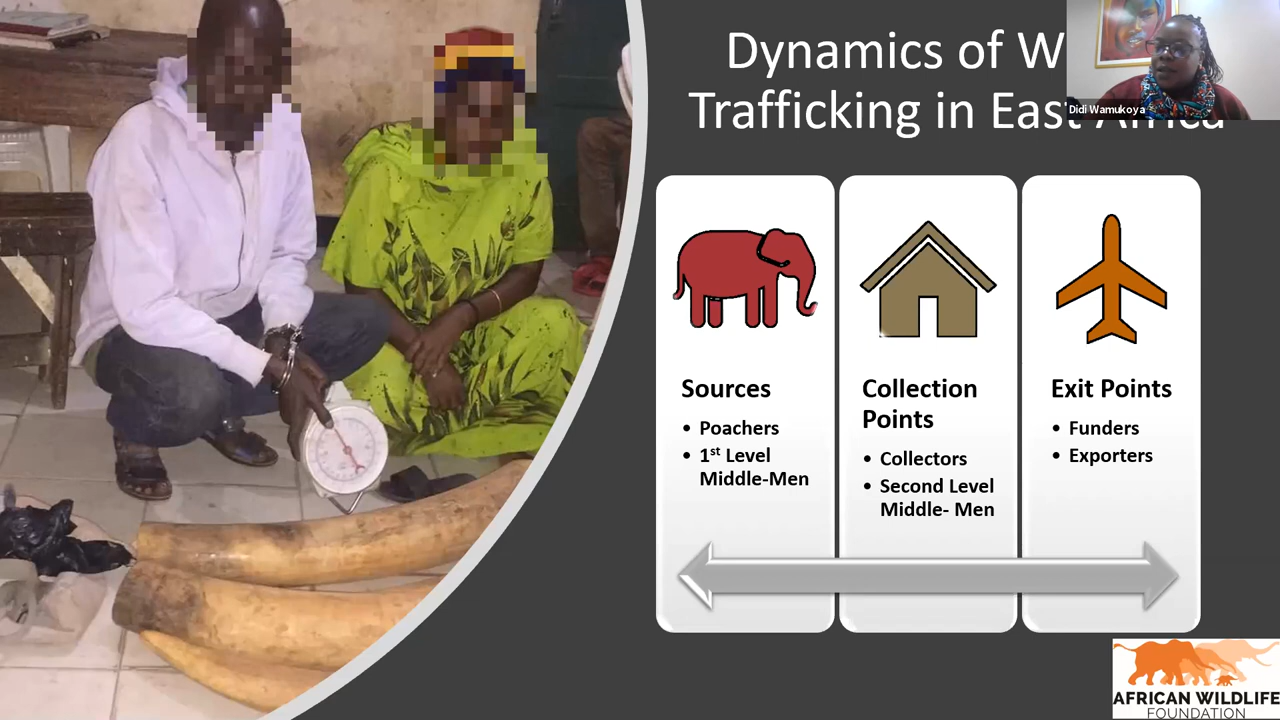 Dynamics of W
Trafficking in East
Didi Wamukoya
Sources
• Poachers
• 1st Level
Middle-Men
Collection
Points
• Collectors
• Second Level
Middle- Men
Exit Points
• Funders
• Exporters
AFRICAN WILDLIFE
FOUNDATION